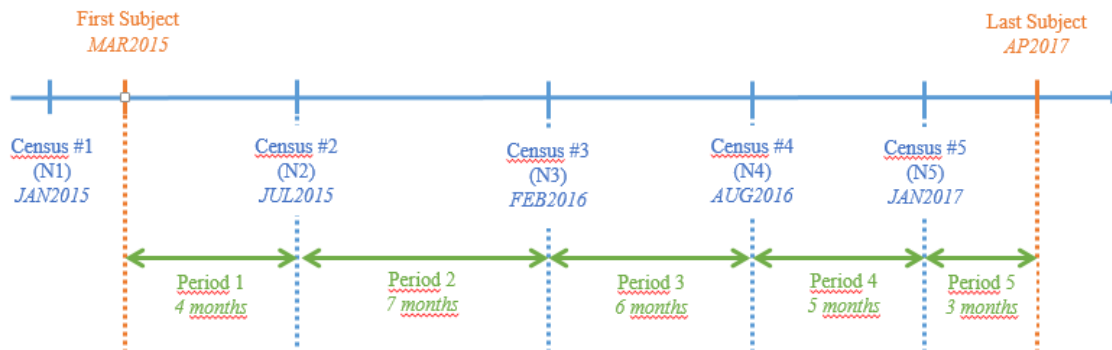 First Subject
MAR2015
Last Subject
AP2017
Census #1
(N1)
JAN2015
Census #2
(N2)
JUL2015
Census #3
(N3)
FEB2016
Census #4
(N4)
AUG2016
Census #5
(N5)
JAN2017
Period 1
4 months
Period 2
7 months
Period 3
6 months
Period 4
5 months
Period 5
3 months